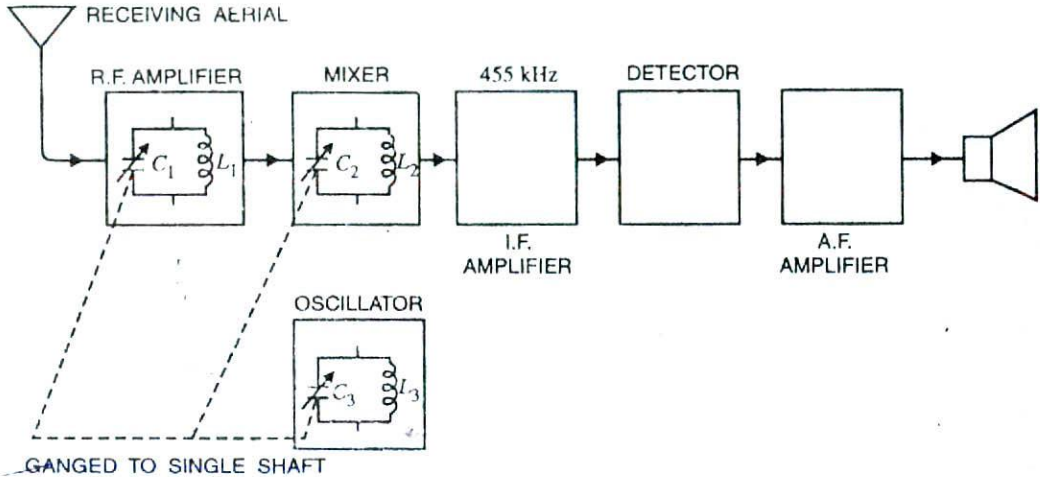 RECEIVING AERIAL
R.F. AMPLIFIER
MIXER
455 kHz
DETECTOR
C1
L1
C2
L2
I.F.
AMPLIFIER
A.F.
AMPLIFIER
OSCILLATOR
C3
L3
GANGED TO SINGLE SHAFT